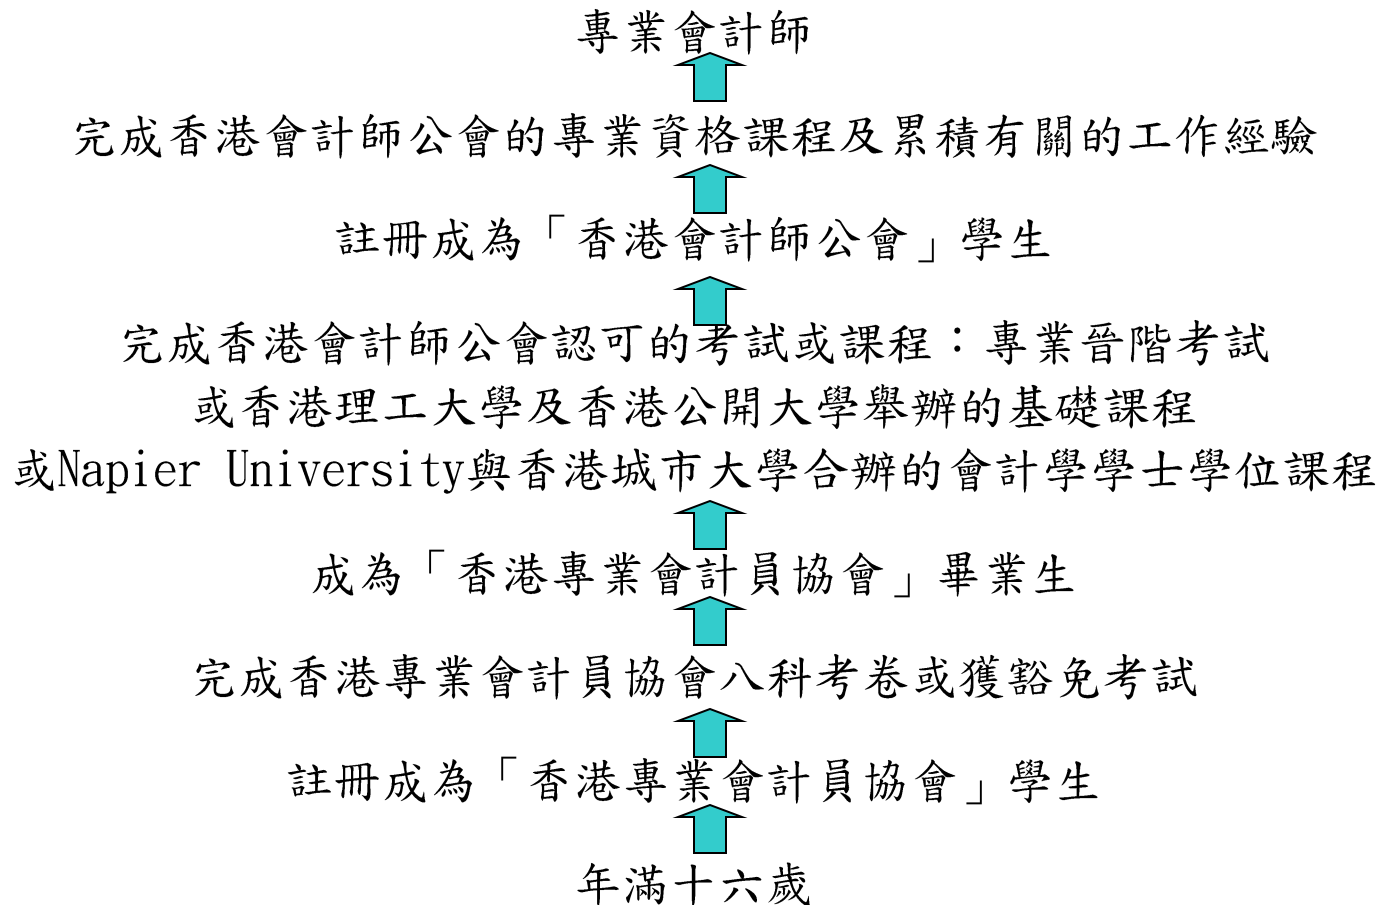 專業會計師
完成香港會計師公會的專業資格課程及累積有關的工作經驗
註冊成為「香港會計師公會」學生
完成香港會計師公會認可的考試或課程：專業晉階考試
或香港理工大學及香港公開大學舉辦的基礎課程
或Napier University與香港城市大學合辦的會計學學士學位課程
成為「香港專業會計員協會」畢業生
完成香港專業會計員協會八科考卷或獲豁免考試
註冊成為「香港專業會計員協會」學生
年滿十六歲